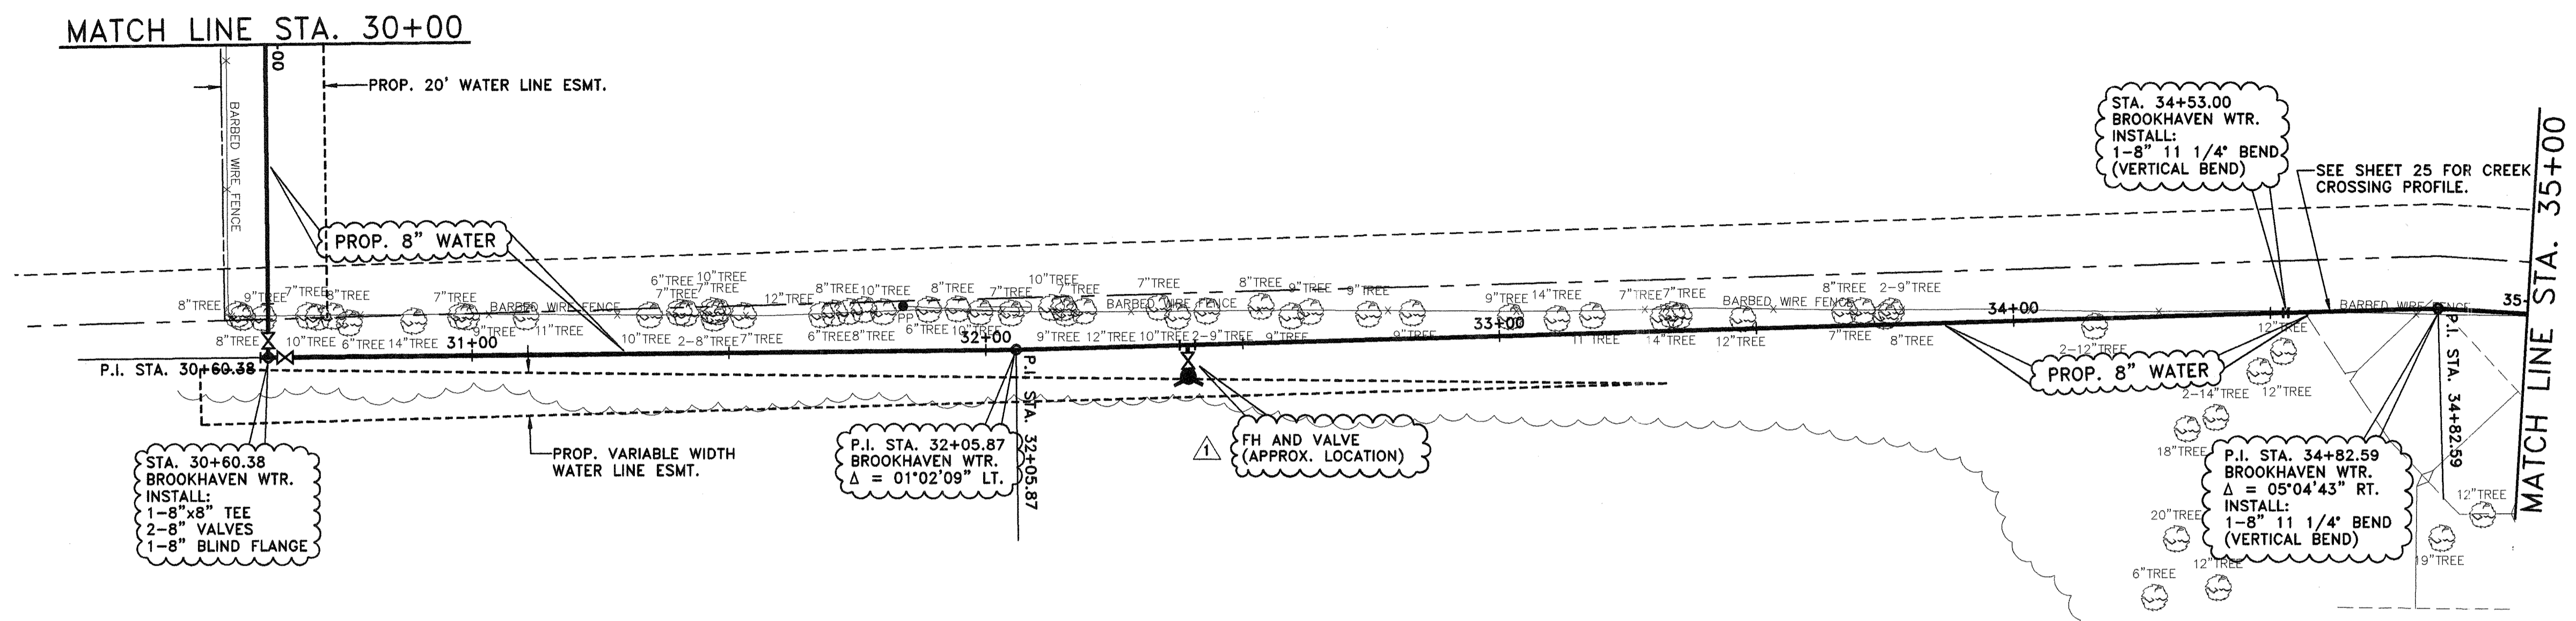 MATCH LINE STA. 30+00
00
PROP. 20' WATER LINE ESMT.
BARBED WIRE FENCE
PROP. 8" WATER
STA. 34+53.00
BROOKHAVEN WTR.
INSTALL:
1-8" 11 1/4° BEND
(VERTICAL BEND)
SEE SHEET 25 FOR CREEK
CROSSING PROFILE.
MATCH LINE STA. 35+00
8"TREE
9"TREE
7"TREE
8"TREE
7"TREE
BARBED WIRE FENCE
6"TREE
10"TREE
7"TREE
7"TREE
12"TREE
8"TREE
10"TREE
PP
8"TREE
7"TREE
10"TREE
7"TREE
BARBED WIRE FENCE
7"TREE
8"TREE
9"TREE
9"TREE
9"TREE
14"TREE
7"TREE
7"TREE
BARBED WIRE FENCE
8"TREE
2-9"TREE
34+00
BARBED WIRE FENCE
35-
8"TREE
10"TREE
6"TREE
14"TREE
31+00
9"TREE
11"TREE
10"TREE
2-8"TREE
7"TREE
6"TREE
8"TREE
6"TREE
10"TREE
32+00
9"TREE
12"TREE
10"TREE
2-9"TREE
9"TREE
9"TREE
33+00
11"TREE
14"TREE
12"TREE
7"TREE
8"TREE
2-12"TREE
12"TREE
P.I. STA. 30+60.38
P.I. STA. 32+05.87
P.I. STA. 34+82.59
PROP. 8" WATER
2-14"TREE
12"TREE
18"TREE
STA. 30+60.38
BROOKHAVEN WTR.
INSTALL:
1-8"x8" TEE
2-8" VALVES
1-8" BLIND FLANGE
PROP. VARIABLE WIDTH
WATER LINE ESMT.
P.I. STA. 32+05.87
BROOKHAVEN WTR.
Δ = 01°02'09" LT.
1
FH AND VALVE
(APPROX. LOCATION)
P.I. STA. 34+82.59
BROOKHAVEN WTR.
Δ = 05°04'43" RT.
INSTALL:
1-8" 11 1/4° BEND
(VERTICAL BEND)
12"TREE
20"TREE
19"TREE
12"TREE
6"TREE